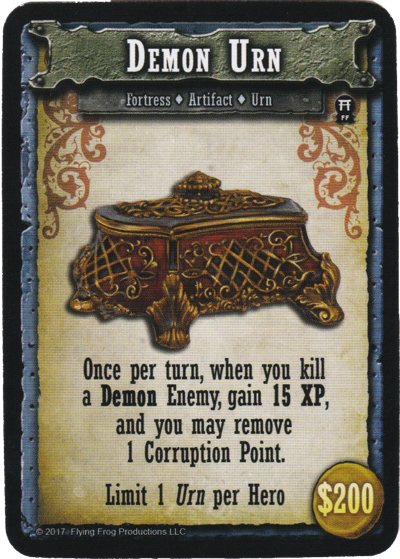 Demon Urn
Fortress ♦ Artifact ♦ Urn
FF
Once per turn, when you kill
a Demon Enemy, gain 15 XP,
and you may remove
1 Corruption Point.
Limit 1 Urn per Hero
$200
© 2017 Flying Frog Productions LLC